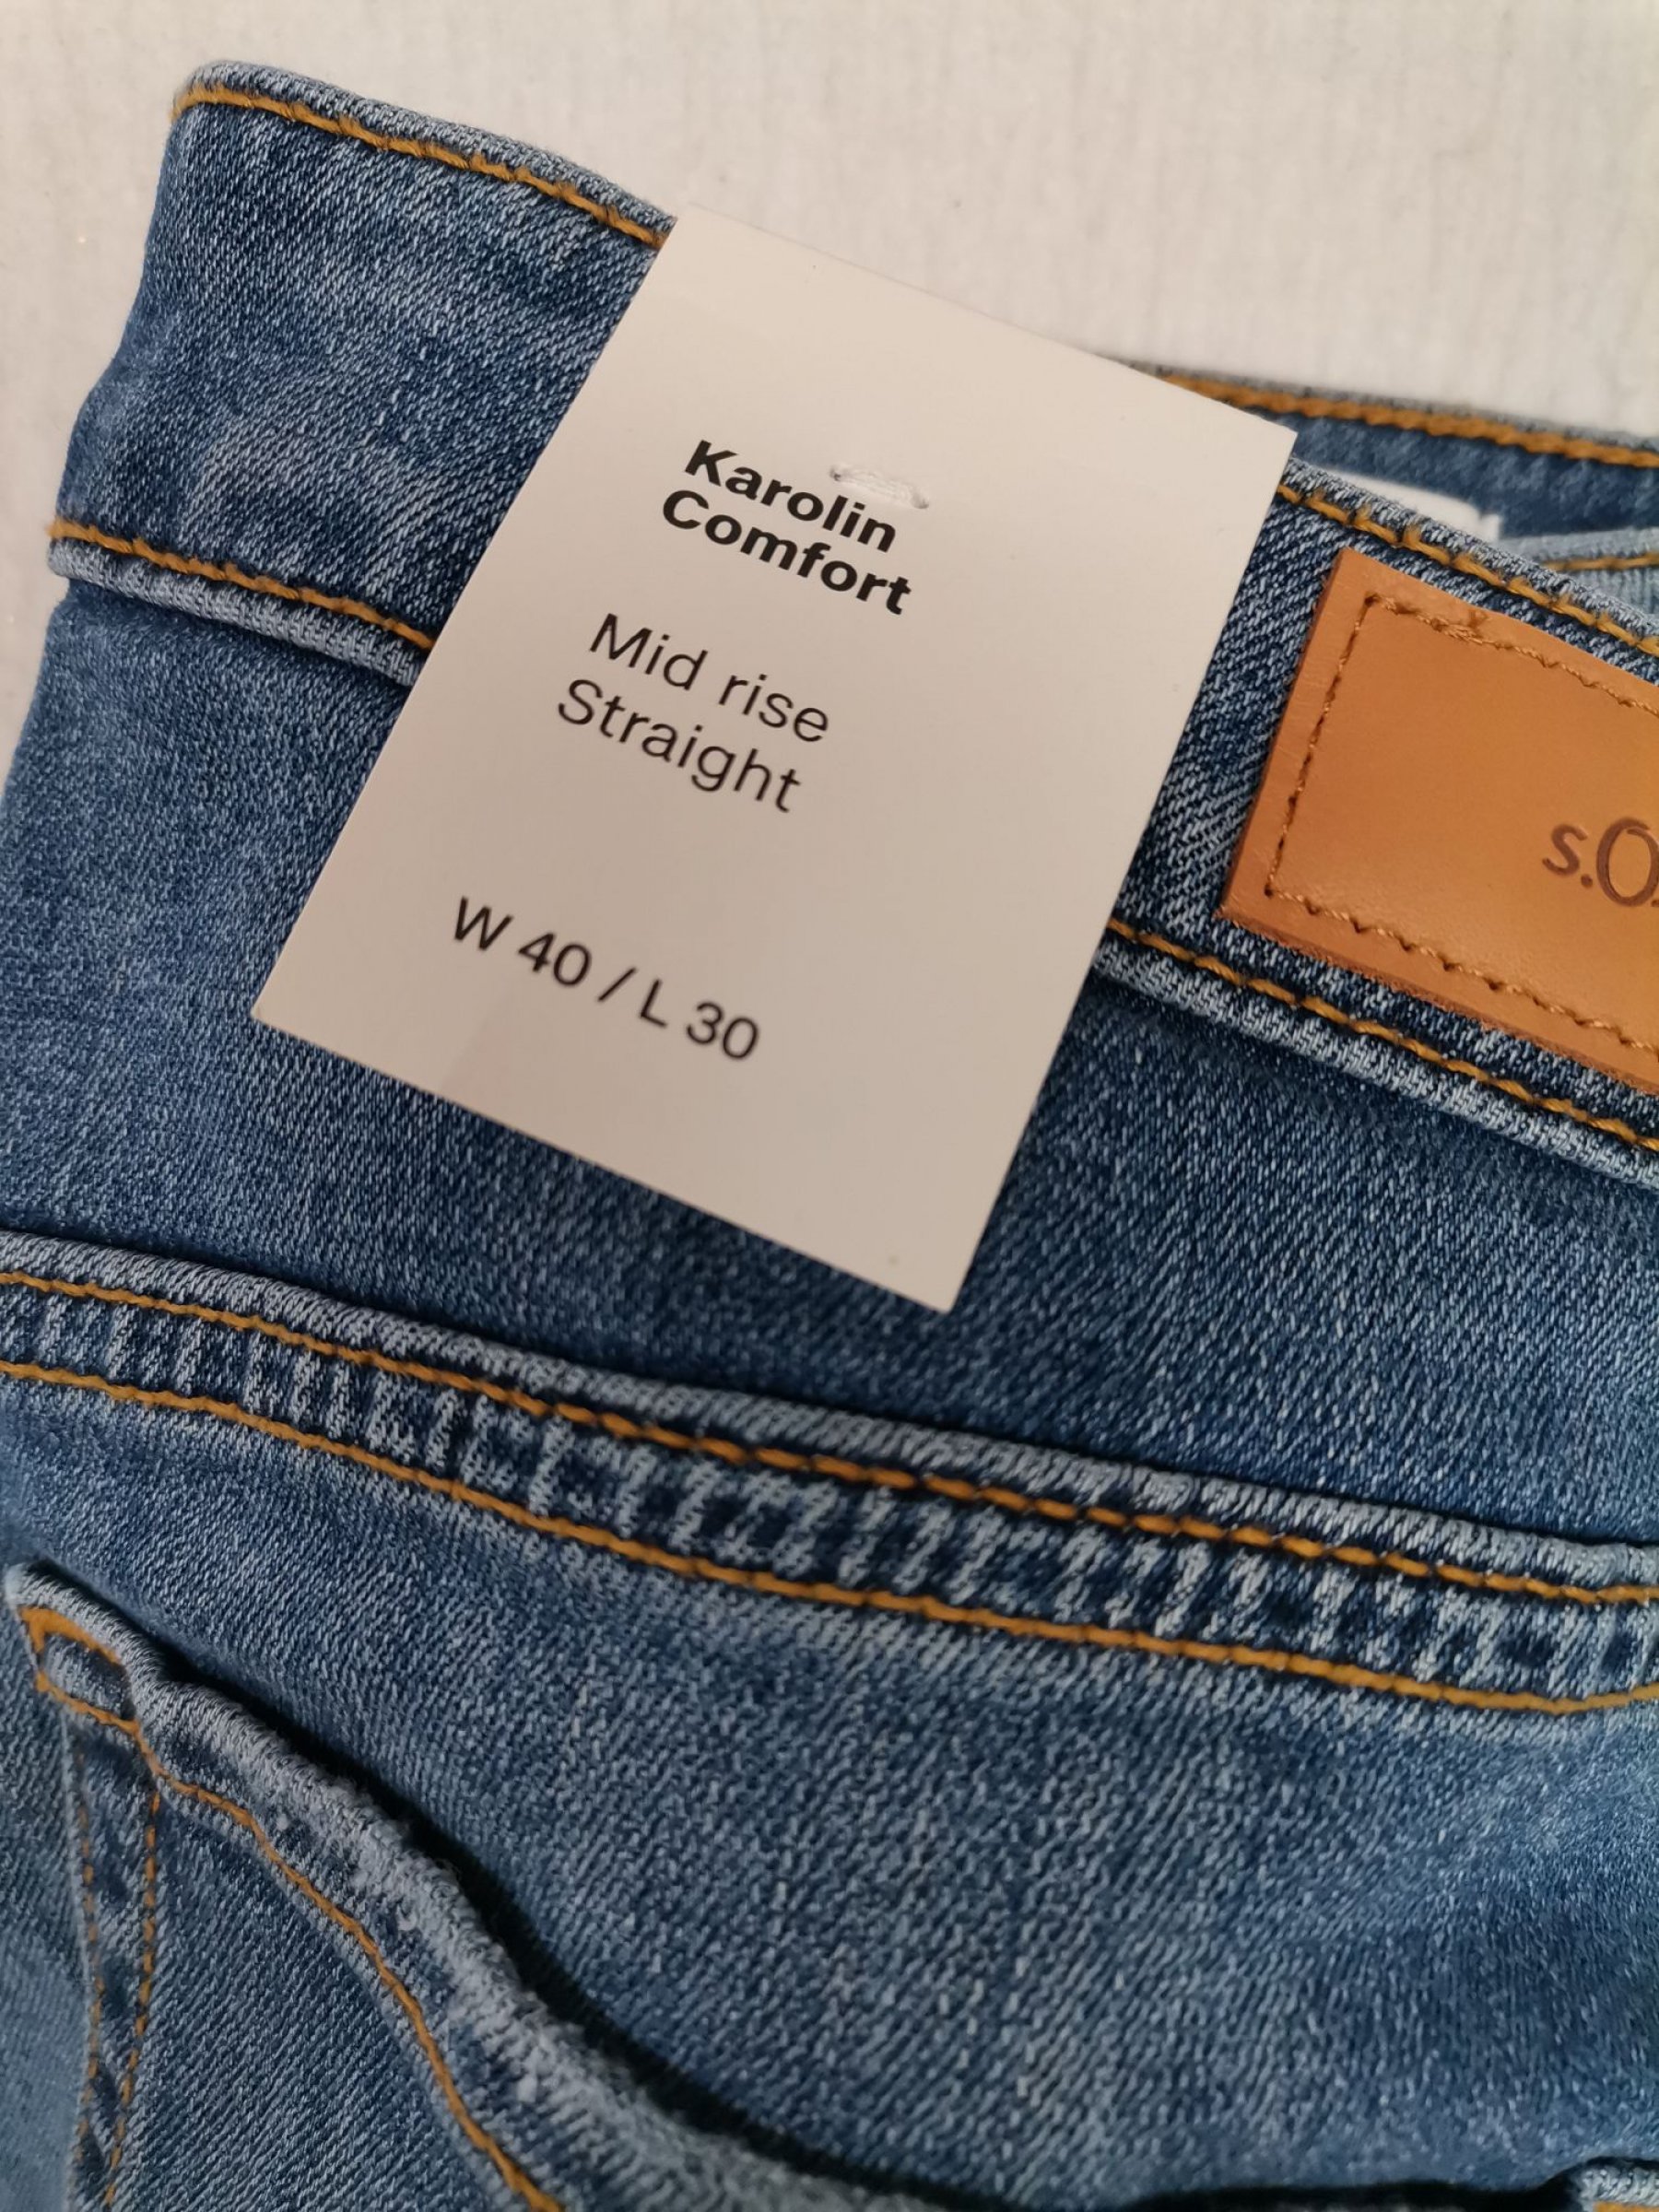 Karolin
Comfort
Mid rise
Straight
W 40 / L 30
s.O